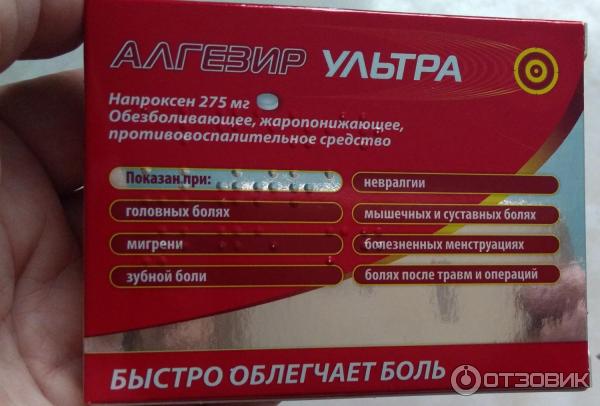 АЛГЕЗИР УЛЬТРА
Напроксен 275 мг
Обезболивающее, жаропонижающее,
противовоспалительное средство
Показан при:
головных болях
мигрени
зубной боли
невралгии
мышечных и суставных болях
болезненных менструациях
болях после травм и операций
БЫСТРО ОБЛЕГЧАЕТ БОЛЬ
ОТЗОВИК